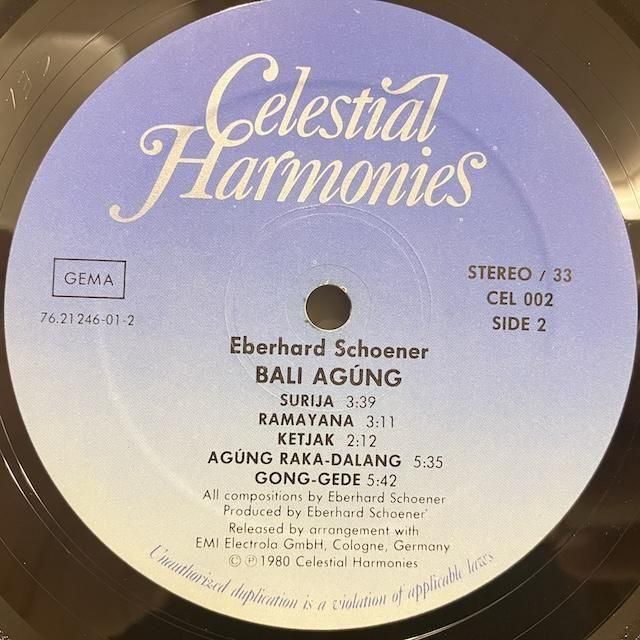 Celestial
Harmonies
GEMA
76.21246-01-2
STEREO / 33
CEL 002
SIDE 2
Eberhard Schoener
BALI AGÚNG
SURIJA 3:39
RAMAYANA 3:11
KETJAK 2:12
AGÚNG RAKA-DALANG 5:35
GONG-GEDE 5:42
All compositions by Eberhard Schoener
Produced by Eberhard Schoener
Released by arrangement with
EMI Electrola GmbH, Cologne, Germany
© ℗ 1980 Celestial Harmonies
Unauthorized duplication is a violation of applicable laws